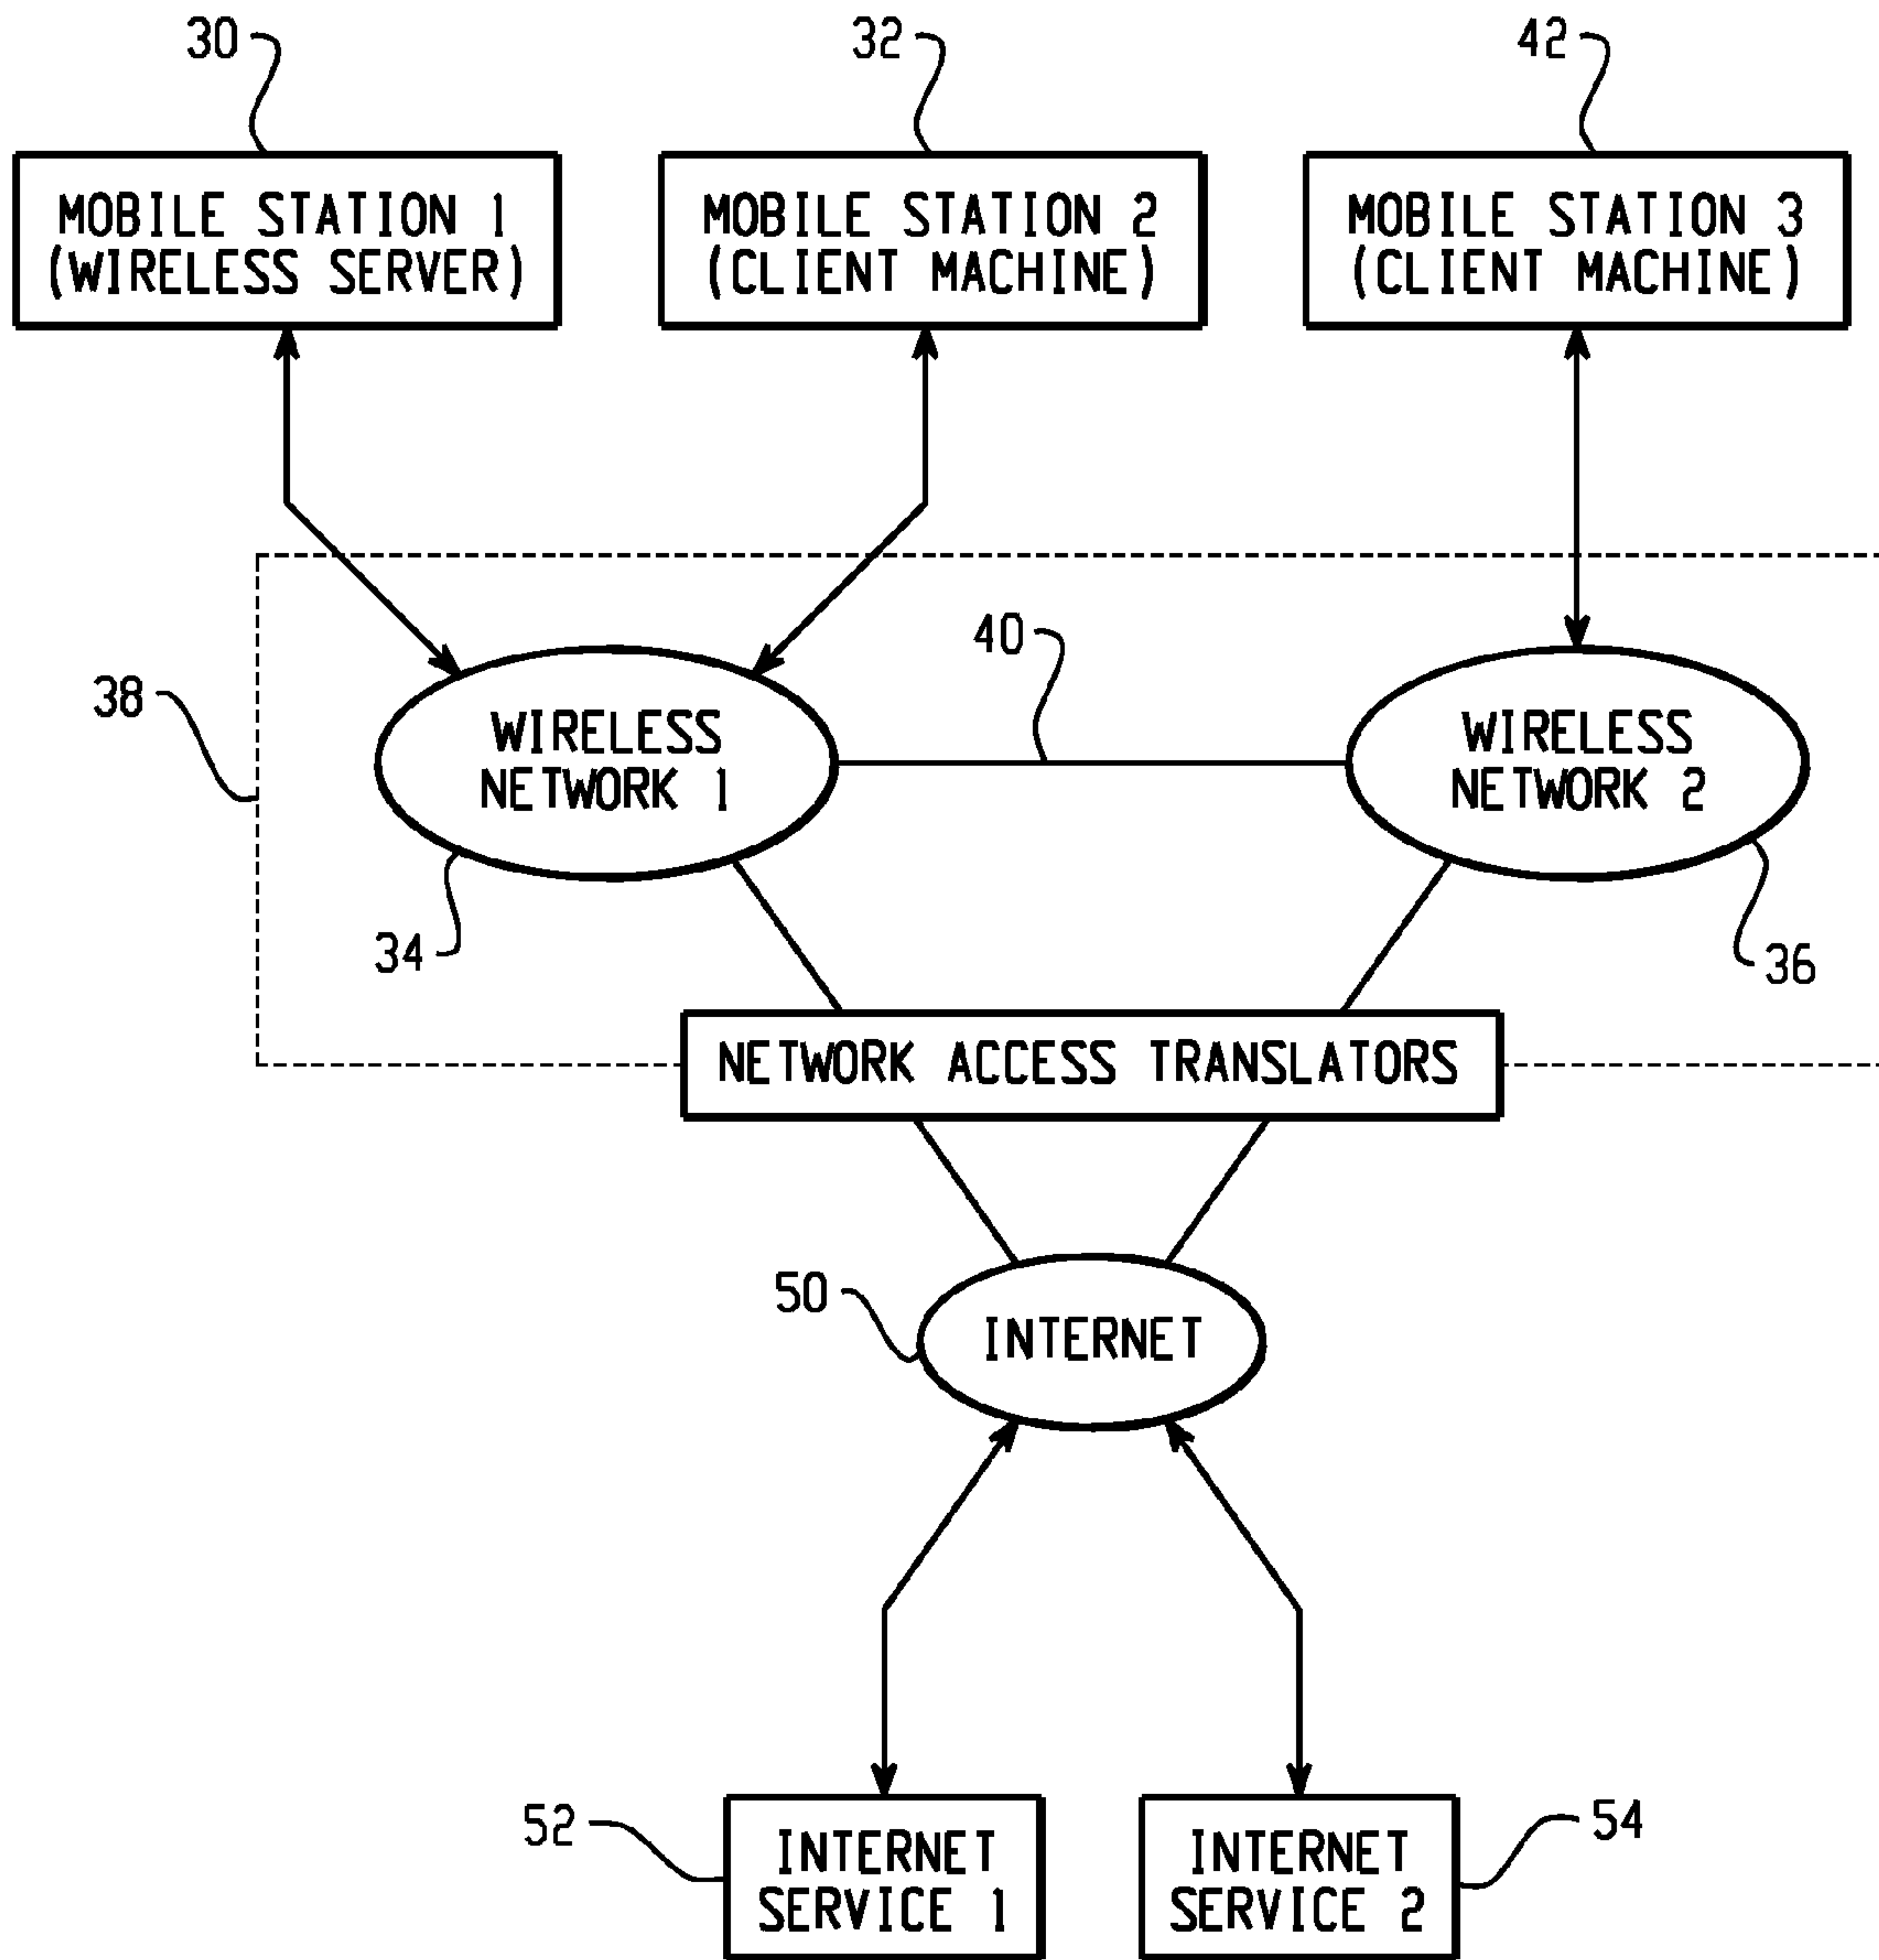 30
32
42
MOBILE STATION 1
(WIRELESS SERVER)
MOBILE STATION 2
(CLIENT MACHINE)
MOBILE STATION 3
(CLIENT MACHINE)
40
38
WIRELESS
NETWORK 1
WIRELESS
NETWORK 2
34
36
NETWORK ACCESS TRANSLATORS
50
INTERNET
52
54
INTERNET
SERVICE 1
INTERNET
SERVICE 2